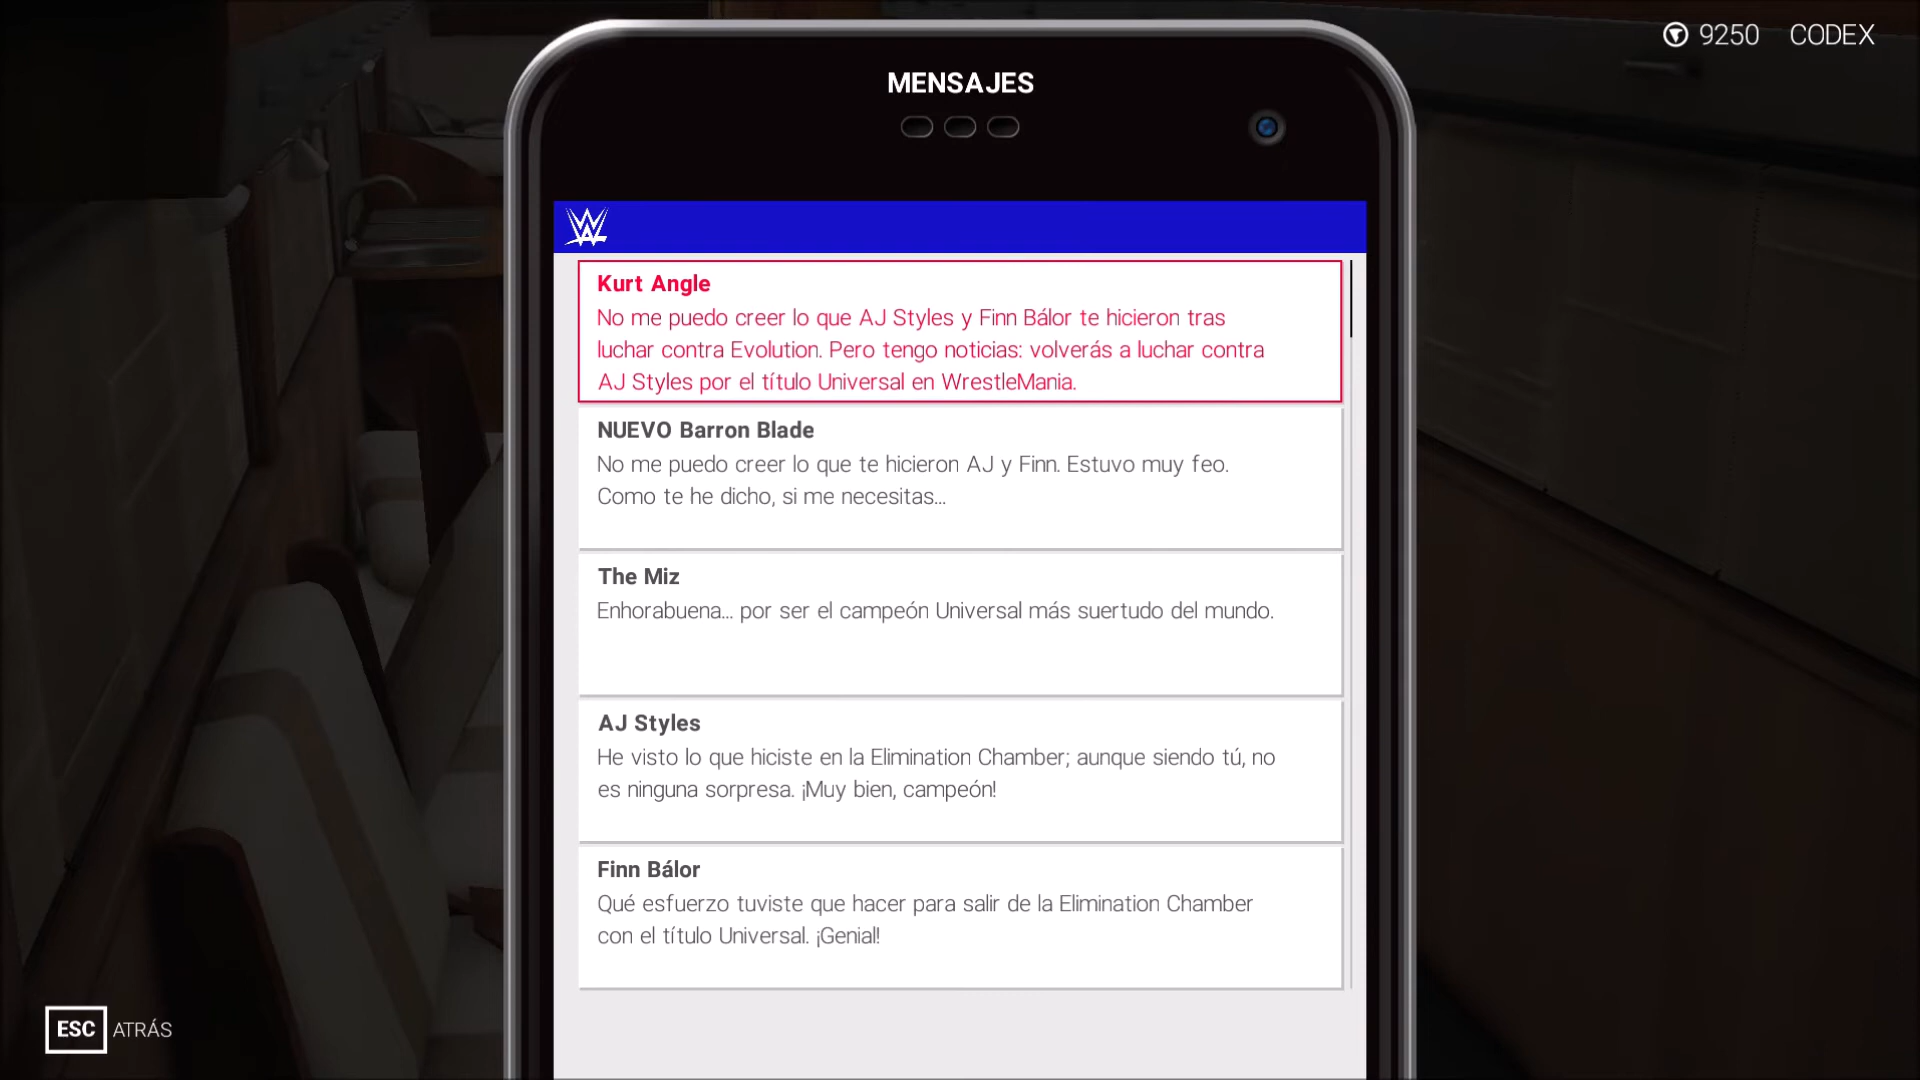 9250 CODEX
MENSAJES
W
Kurt Angle
No me puedo creer lo que AJ Styles y Finn Bálor te hicieron tras
luchar contra Evolution. Pero tengo noticias: volverás a luchar contra
AJ Styles por el título Universal en WrestleMania.
NUEVO Barron Blade
No me puedo creer lo que te hicieron AJ y Finn. Estuvo muy feo.
Como te he dicho, si me necesitas...
The Miz
Enhorabuena... por ser el campeón Universal más suertudo del mundo.
AJ Styles
He visto lo que hiciste en la Elimination Chamber; aunque siendo tú, no
es ninguna sorpresa. ¡Muy bien, campeón!
Finn Bálor
Qué esfuerzo tuviste que hacer para salir de la Elimination Chamber
con el título Universal. ¡Genial!
ESC ATRÁS